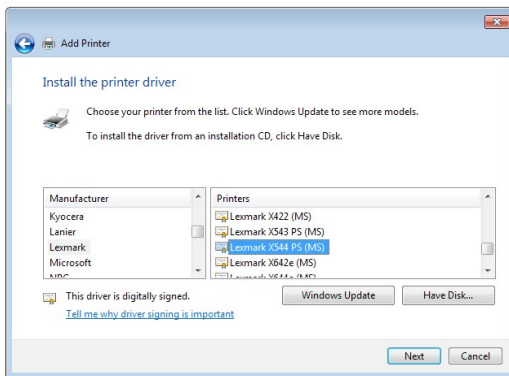 Add Printer
Install the printer driver
Choose your printer from the list. Click Windows Update to see more models.
To install the driver from an installation CD, click Have Disk.
Manufacturer
Kyocera
Lanier
Lexmark
Microsoft
Printers
Lexmark X422 (MS)
Lexmark X543 PS (MS)
Lexmark X544 PS (MS)
Lexmark X642e (MS)
This driver is digitally signed.
Tell me why driver signing is important
Windows Update
Have Disk...
Next
Cancel